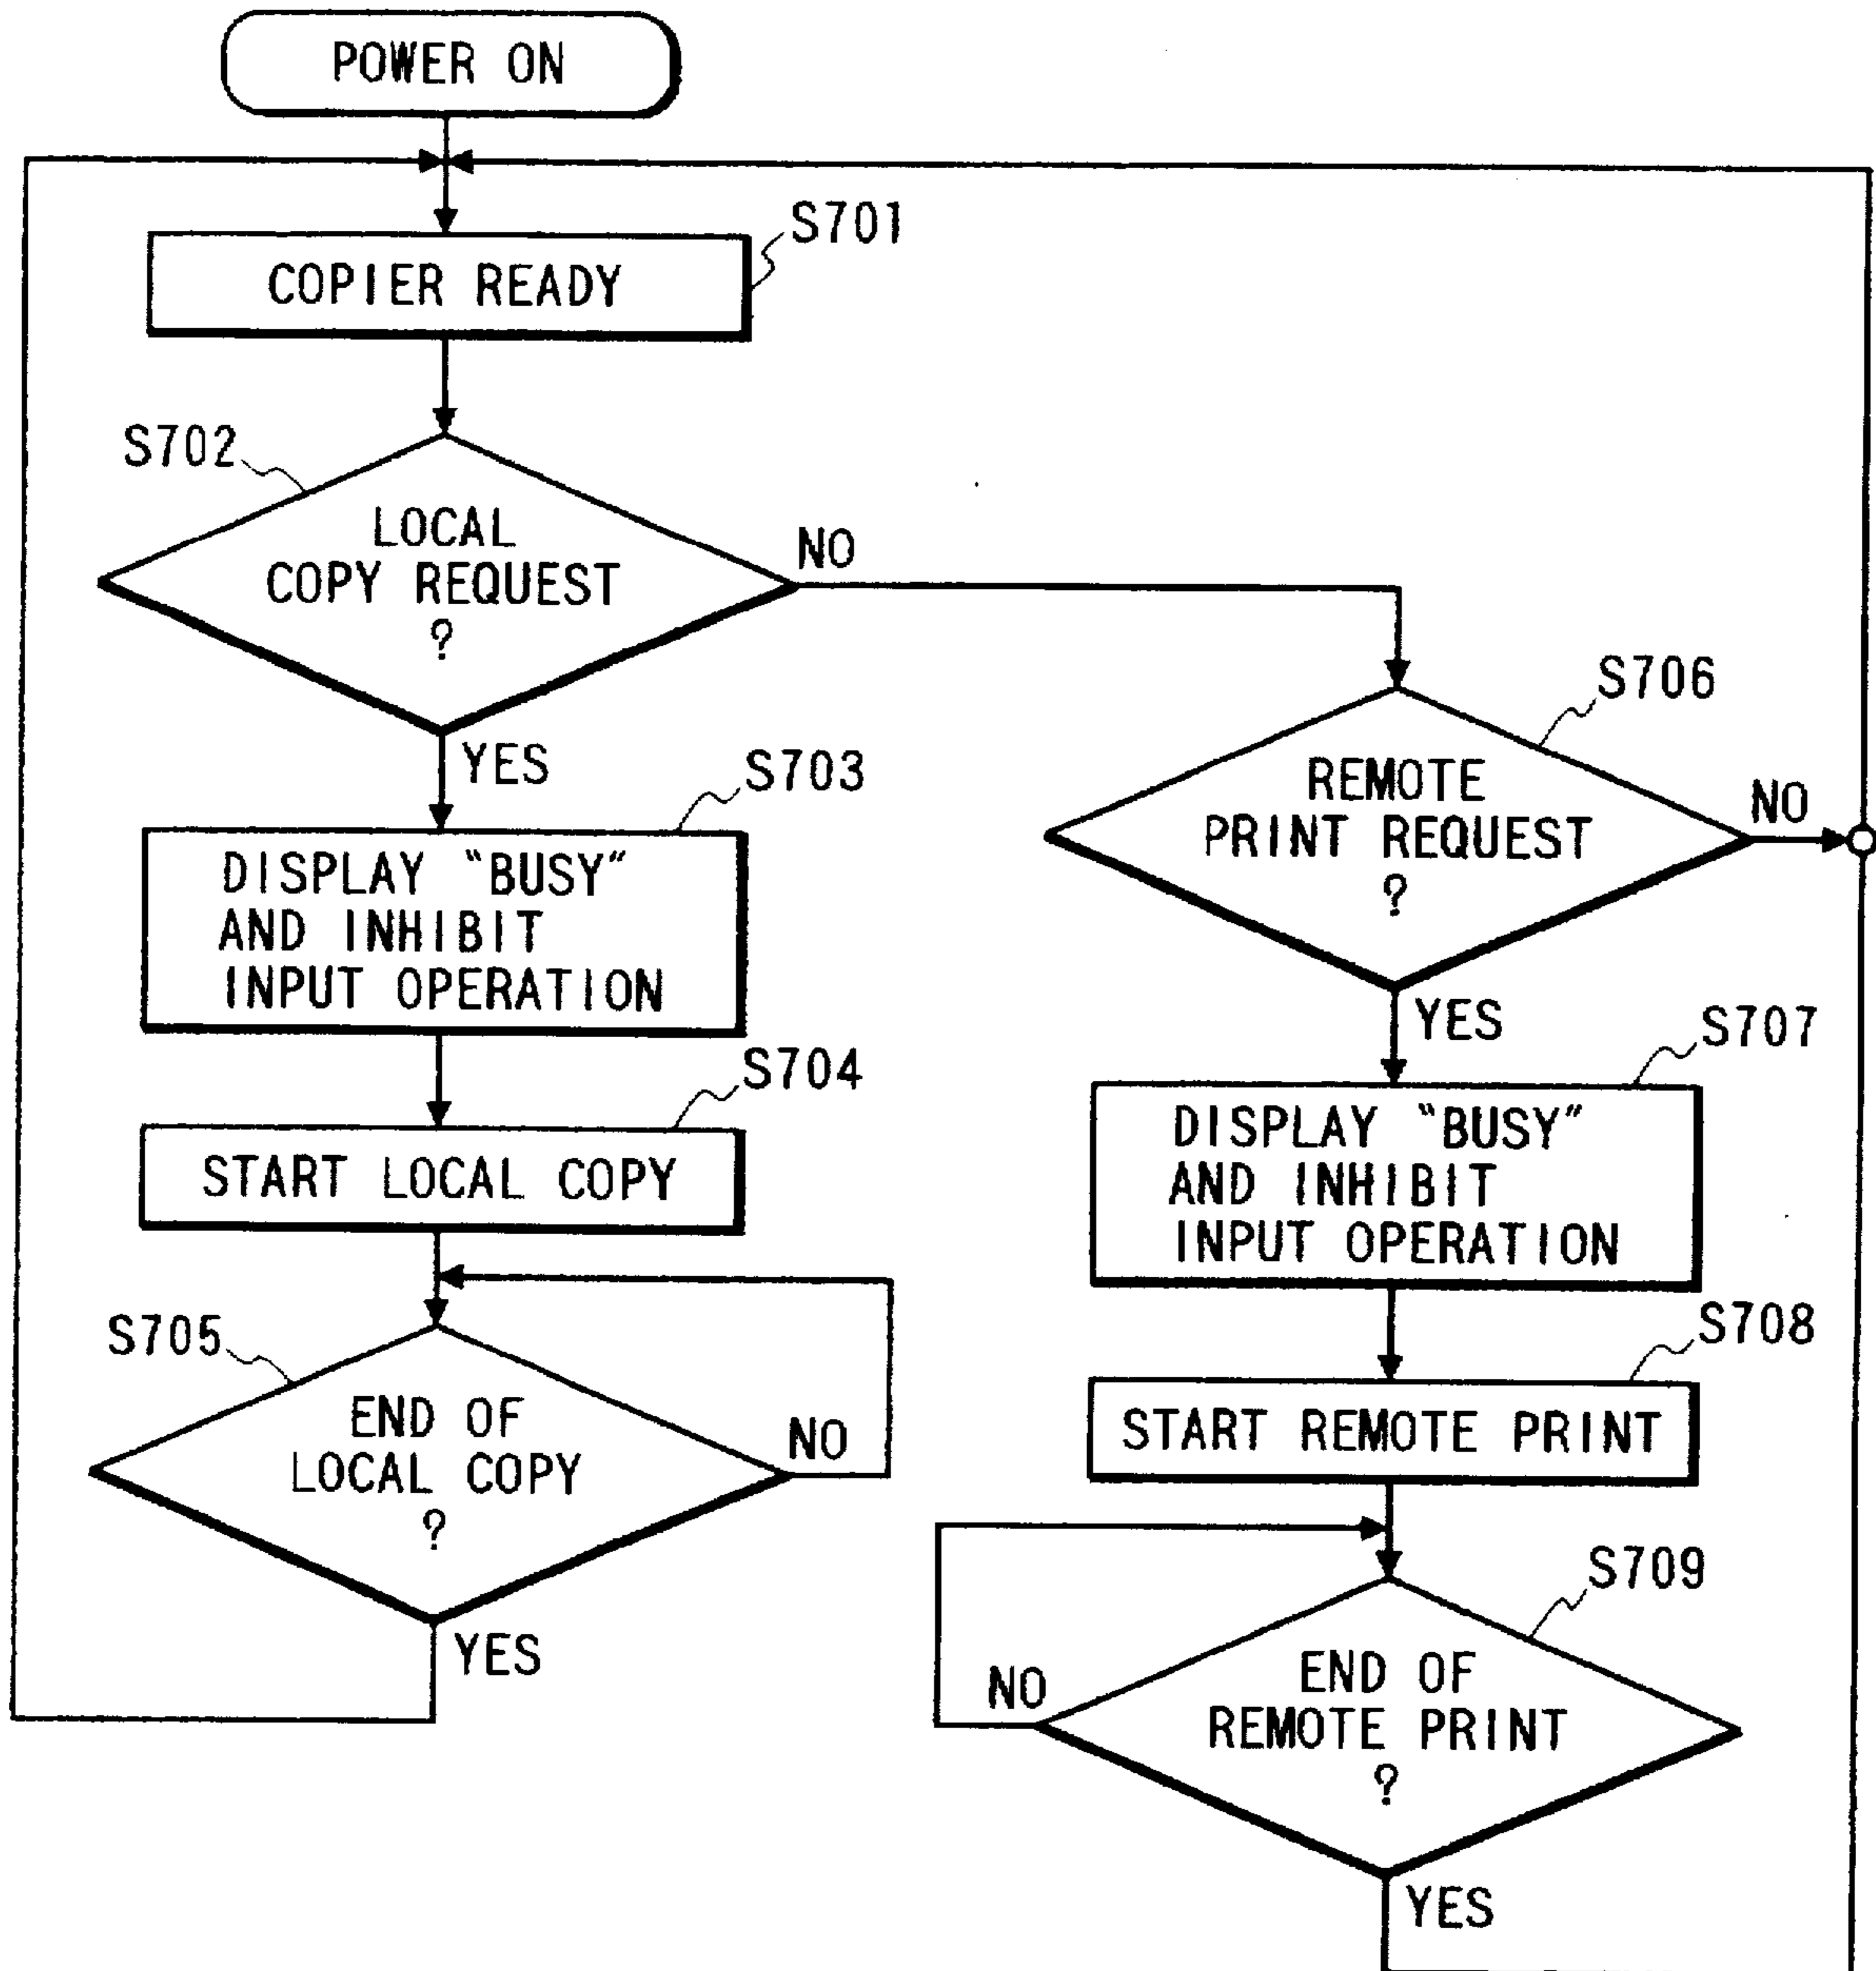 POWER ON
S701
COPIER READY
S702
LOCAL
COPY REQUEST
?
NO
YES
S703
DISPLAY "BUSY"
AND INHIBIT
INPUT OPERATION
S704
START LOCAL COPY
S705
END OF
LOCAL COPY
?
NO
YES
S706
REMOTE
PRINT REQUEST
?
NO
YES
S707
DISPLAY "BUSY"
AND INHIBIT
INPUT OPERATION
S708
START REMOTE PRINT
S709
END OF
REMOTE PRINT
?
NO
YES